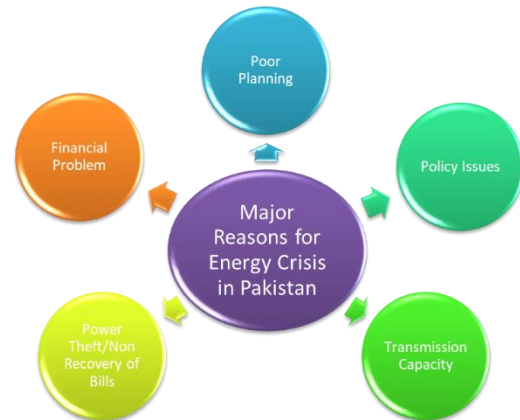 Poor
Planning
Financial
Problem
Policy Issues
Major
Reasons for
Energy Crisis
in Pakistan
Power
Theft/Non
Recovery of
Bills
Transmission
Capacity